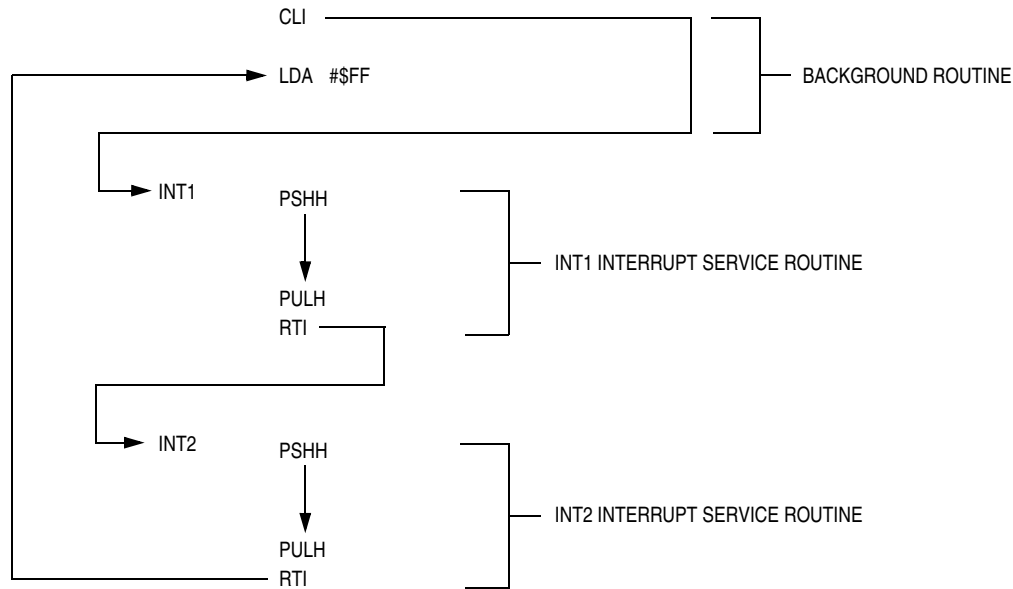 CLI
LDA #$FF
BACKGROUND ROUTINE
INT1
PSHH
INT1 INTERRUPT SERVICE ROUTINE
PULH
RTI
INT2
PSHH
INT2 INTERRUPT SERVICE ROUTINE
PULH
RTI